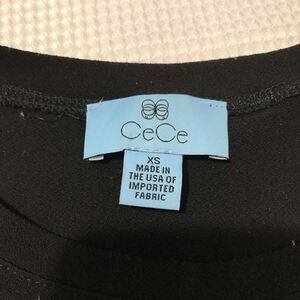 CeCe
XS
MADE IN
THE USA OF
IMPORTED
FABRIC